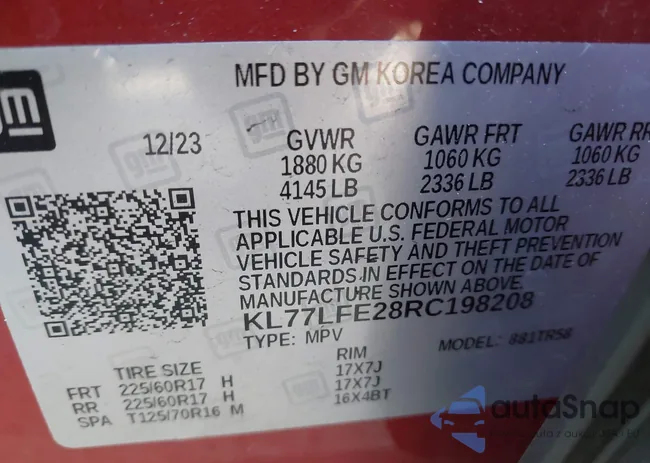 GM
MFD BY GM KOREA COMPANY
12/23 GVWR GAWR FRT GAWR RR
1880 KG 1060 KG 1060 KG
4145 LB 2336 LB 2336 LB
THIS VEHICLE CONFORMS TO ALL
APPLICABLE U.S. FEDERAL MOTOR
VEHICLE SAFETY AND THEFT PREVENTION
STANDARDS IN EFFECT ON THE DATE OF
MANUFACTURE SHOWN ABOVE.
KL77LFE28RC198208
TYPE: MPV MODEL: 881TR58
TIRE SIZE RIM
FRT 225/60R17 H 17X7J
RR 225/60R17 H 17X7J
SPA T125/70R16 M 16X4BT
autoSnap